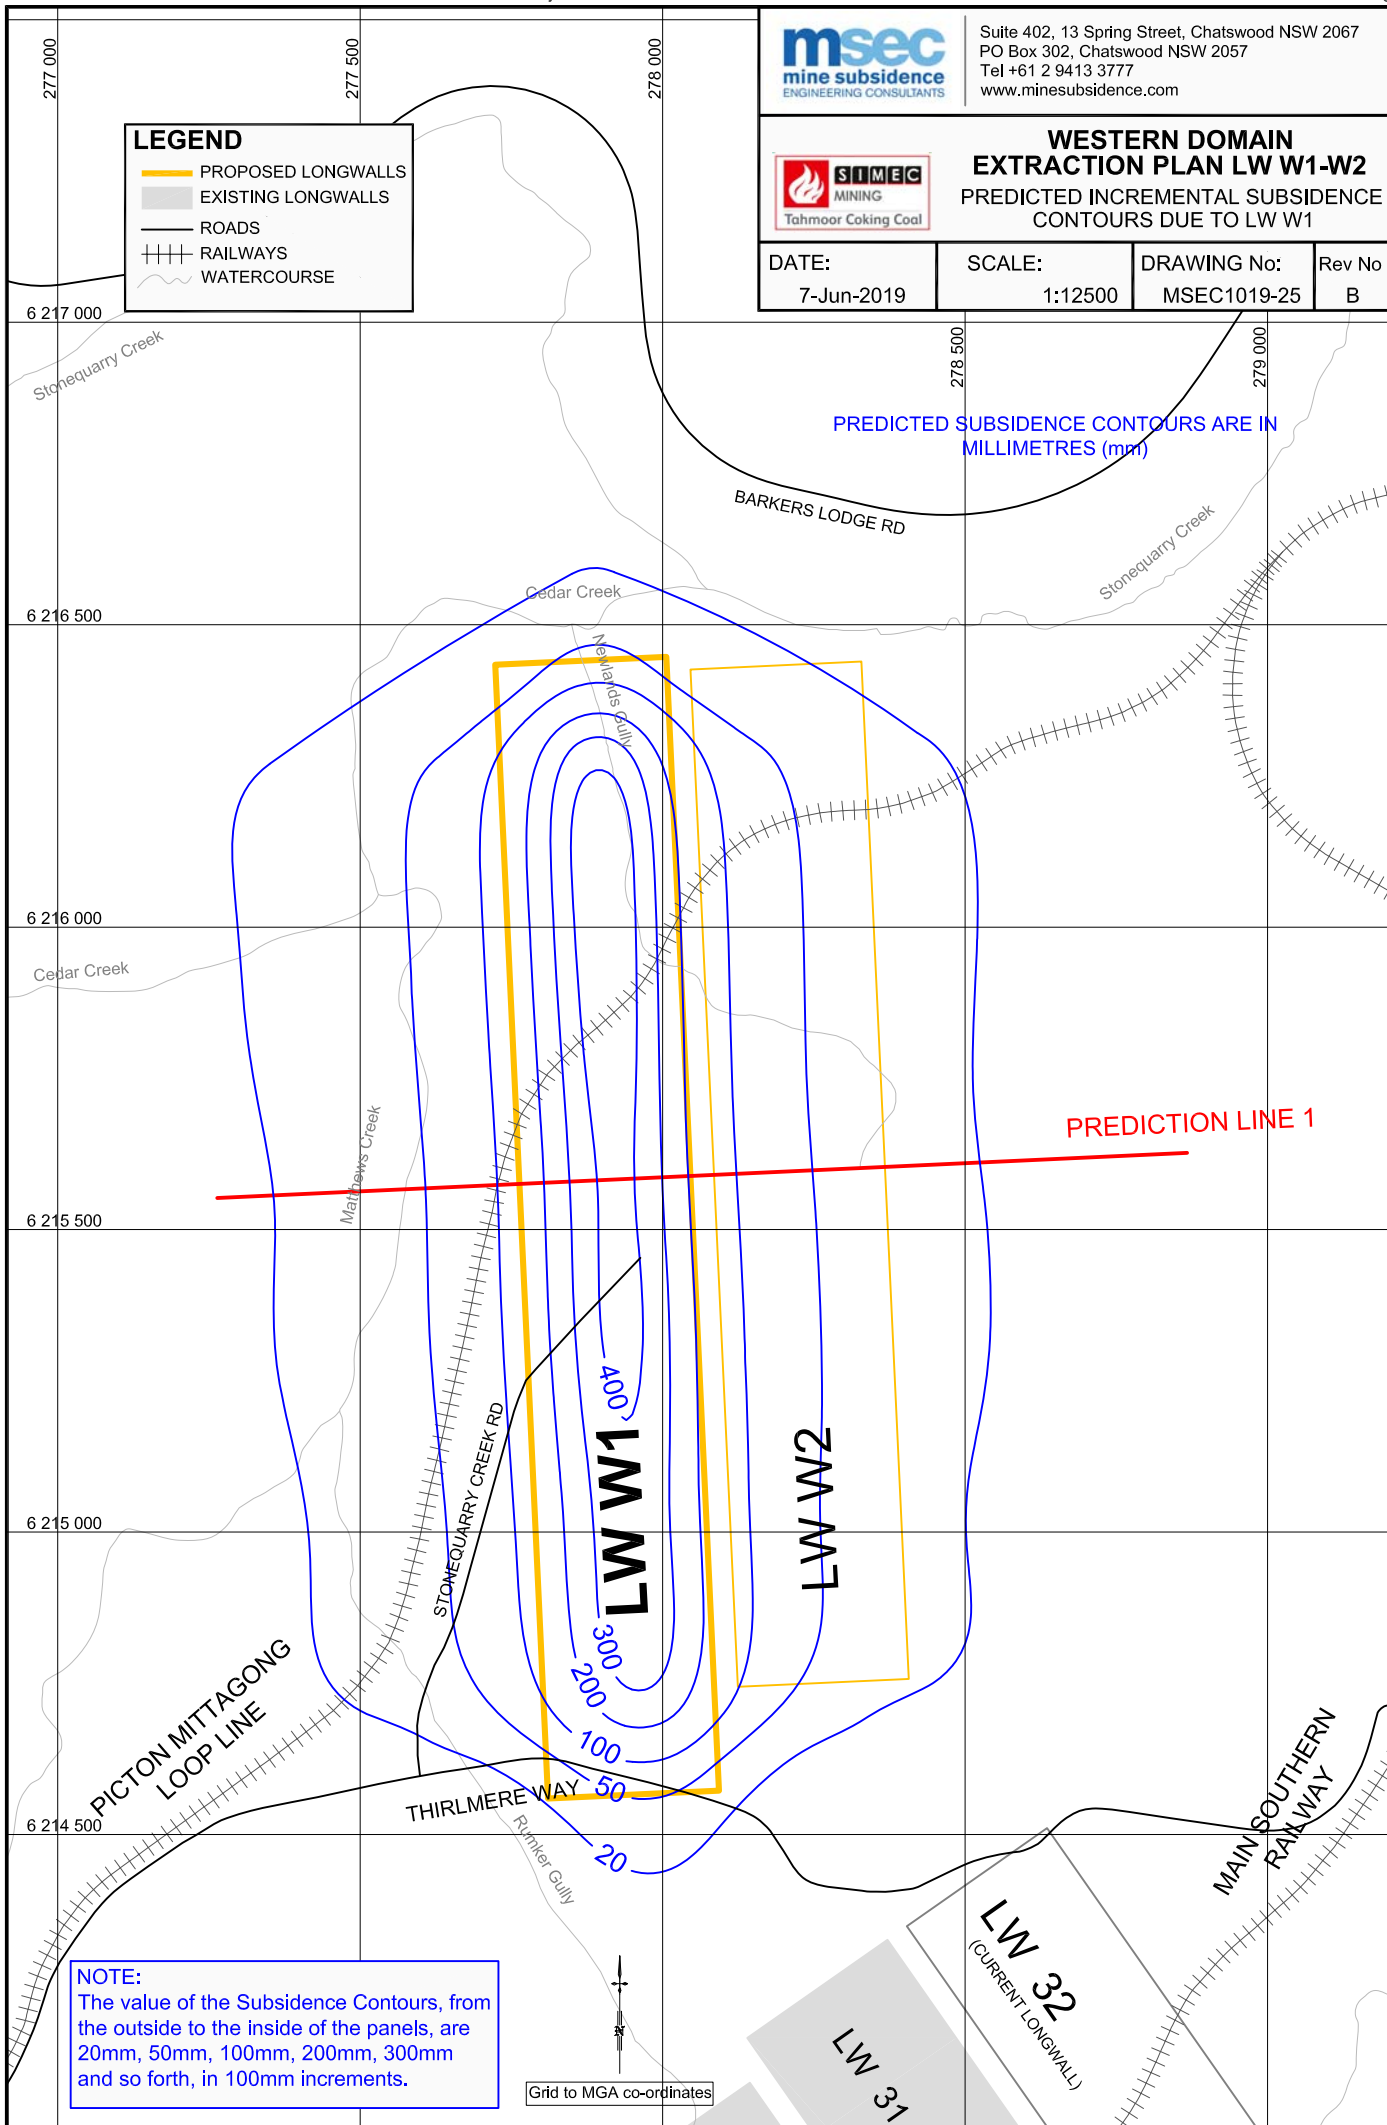 msec
mine subsidence
ENGINEERING CONSULTANTS
Suite 402, 13 Spring Street, Chatswood NSW 2067
PO Box 302, Chatswood NSW 2057
Tel +61 2 9413 3777
www.minesubsidence.com
SIMEC
MINING
Tahmoor Coking Coal
WESTERN DOMAIN
EXTRACTION PLAN LW W1-W2
PREDICTED INCREMENTAL SUBSIDENCE
CONTOURS DUE TO LW W1
DATE:
7-Jun-2019
SCALE:
1:12500
DRAWING No:
MSEC1019-25
Rev No
B
277 000
277 500
278 000
278 500
279 000
LEGEND
PROPOSED LONGWALLS
EXISTING LONGWALLS
ROADS
RAILWAYS
WATERCOURSE
6 217 000
Stonequarry Creek
PREDICTED SUBSIDENCE CONTOURS ARE IN
MILLIMETRES (mm)
BARKERS LODGE RD
Stonequarry Creek
Cedar Creek
6 216 500
Newlands Gully
6 216 000
Cedar Creek
Matthews Creek
PREDICTION LINE 1
6 215 500
400
LW W1
LW W2
STONEQUARRY CREEK RD
6 215 000
300
200
100
50
20
PICTON MITTAGONG
LOOP LINE
THIRLMERE WAY
6 214 500
Rumker Gully
MAIN SOUTHERN
RAILWAY
LW 32
(CURRENT LONGWALL)
LW 31
NOTE:
The value of the Subsidence Contours, from
the outside to the inside of the panels, are
20mm, 50mm, 100mm, 200mm, 300mm
and so forth, in 100mm increments.
N
Grid to MGA co-ordinates